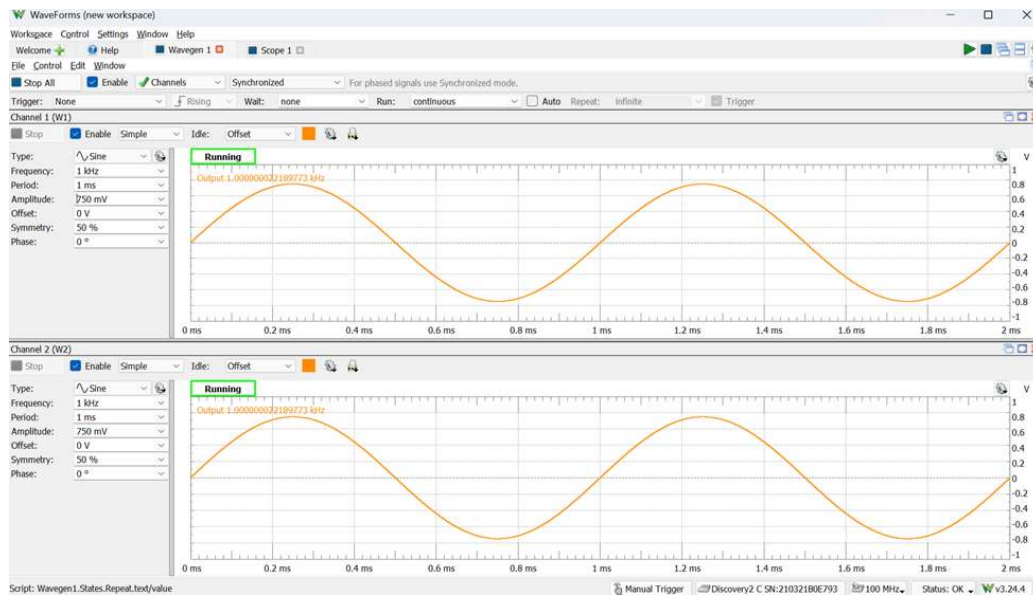 WaveForms (new workspace)
Workspace Control Settings Window Help
Welcome Help Wavegen 1 Scope 1
File Control Edit Window
Stop All Enable Channels Synchronized For phased signals use Synchronized mode.
Trigger: None Rising Wait: none Run: continuous Auto Repeat: Infinite Trigger
Channel 1 (W1)
Stop Enable Simple Idle: Offset
Type: Sine Running V
Frequency: 1 kHz
Period: 1 ms
Amplitude: 750 mV
Offset: 0 V
Symmetry: 50 %
Phase: 0 °
Output 1.000000022189773 kHz
1
0.8
0.6
0.4
0.2
0
-0.2
-0.4
-0.6
-0.8
-1
0 ms 0.2 ms 0.4 ms 0.6 ms 0.8 ms 1 ms 1.2 ms 1.4 ms 1.6 ms 1.8 ms 2 ms
Channel 2 (W2)
Stop Enable Simple Idle: Offset
Type: Sine Running V
Frequency: 1 kHz
Period: 1 ms
Amplitude: 750 mV
Offset: 0 V
Symmetry: 50 %
Phase: 0 °
Output 1.000000022189773 kHz
1
0.8
0.6
0.4
0.2
0
-0.2
-0.4
-0.6
-0.8
-1
0 ms 0.2 ms 0.4 ms 0.6 ms 0.8 ms 1 ms 1.2 ms 1.4 ms 1.6 ms 1.8 ms 2 ms
Script: Wavegen1.States.Repeat.text/value Manual Trigger Discovery2 C SN:210321B0E793 100 MHz Status: OK v3.24.4